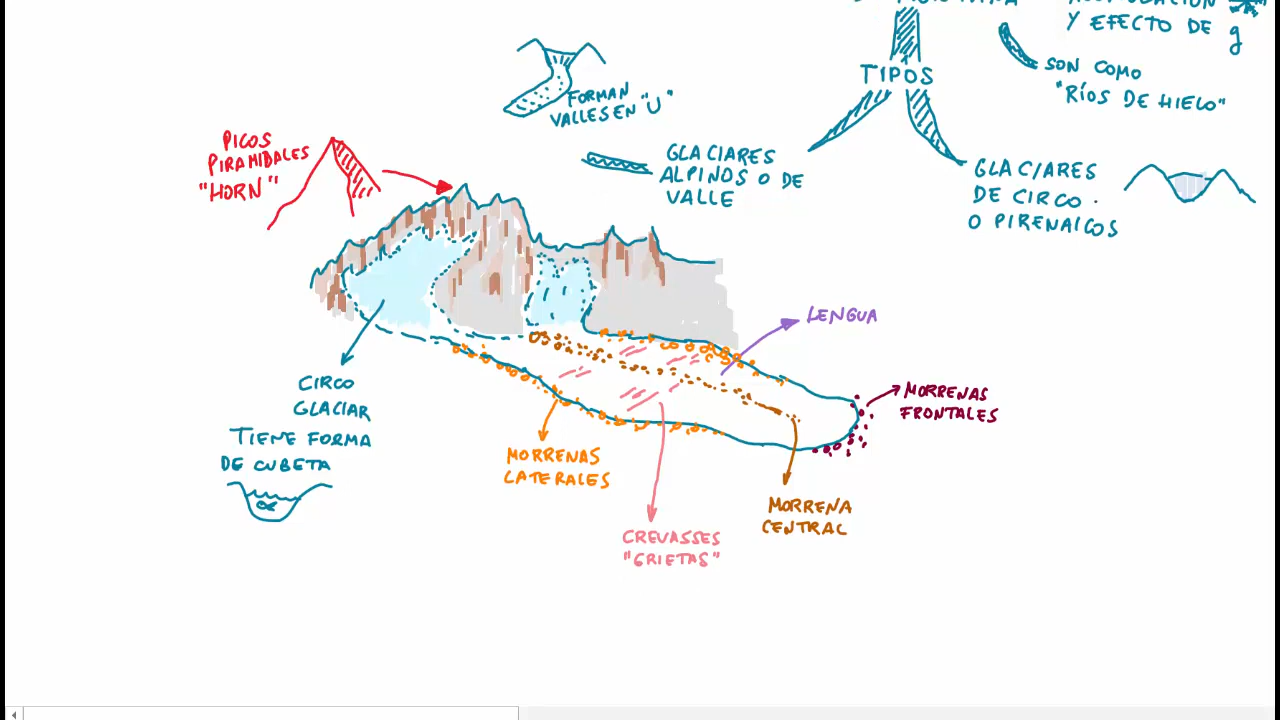 Y EFECTO DE g
TIPOS
SON COMO
"RÍOS DE HIELO"
FORMAN
VALLES EN "U"
GLACIARES
ALPINOS O DE
VALLE
GLACIARES
DE CIRCO
O PIRENAICOS
PICOS
PIRAMIBALES
"HORN"
LENGUA
CIRCO
GLACIAR
TIENE FORMA
DE CUBETA
MORRENAS
FRONTALES
MORRENAS
LATERALES
MORRENA
CENTRAL
CREVASSES
"GRIETAS"